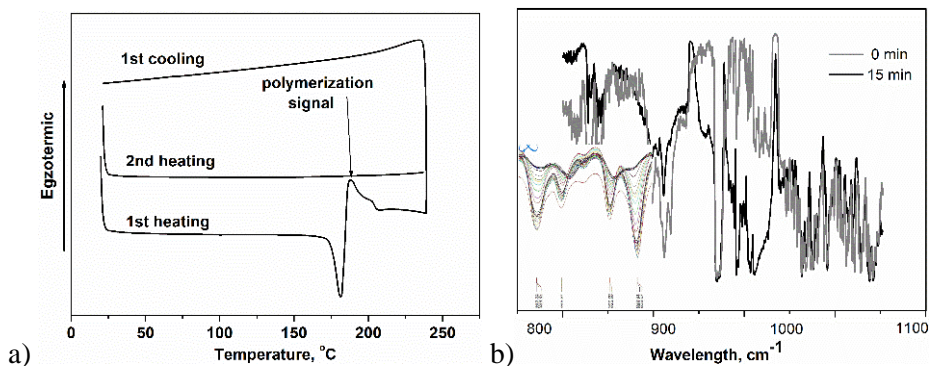 1st cooling
polymerization
signal
2nd heating
1st heating
Egzotermic
0 50 100 150 200 250
Temperature, °C
a)
0 min
15 min
800 900 1000 1100
Wavelength, cm⁻¹
b)